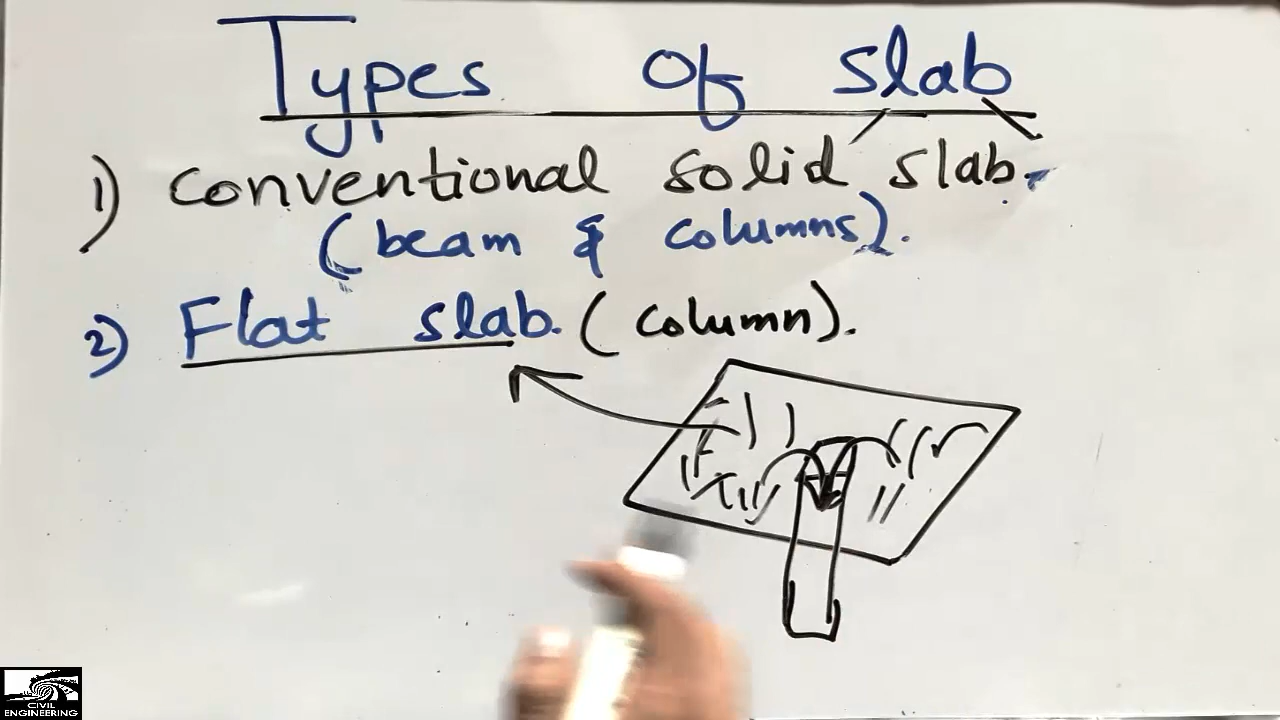 Types of slab
1) conventional solid slab.
(beam & columns).
2) Flat slab. (column).
CIVIL
ENGINEERING